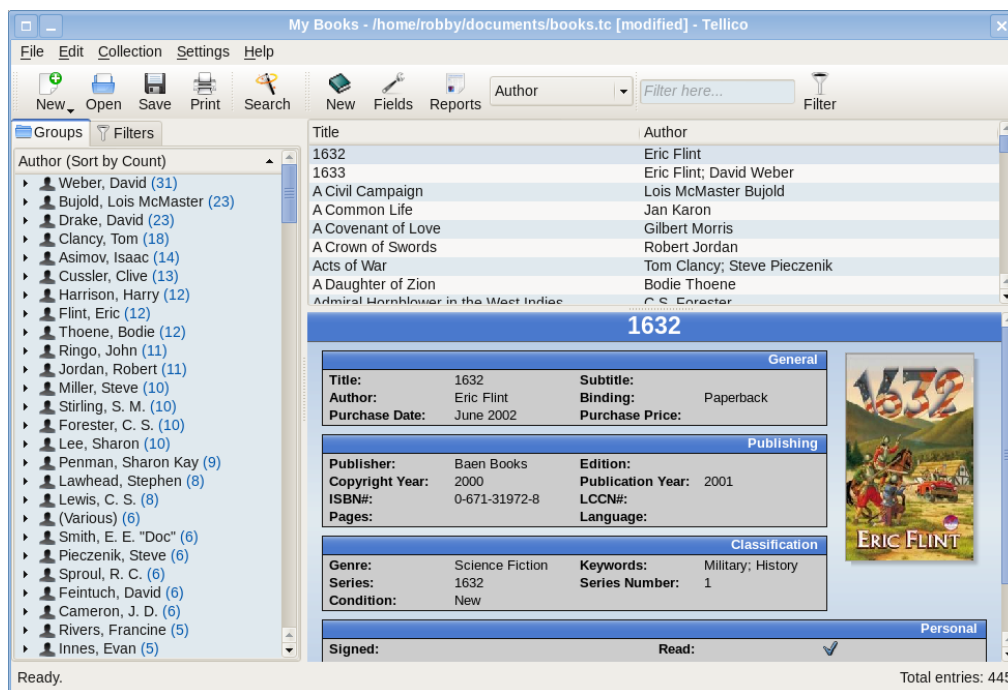 My Books - /home/robby/documents/books.tc [modified] - Tellico
File Edit Collection Settings Help
New Open Save Print Search New Fields Reports Author Filter here... Filter
Groups Filters
Author (Sort by Count)
Weber, David (31)
Bujold, Lois McMaster (23)
Drake, David (23)
Clancy, Tom (18)
Asimov, Isaac (14)
Cussler, Clive (13)
Harrison, Harry (12)
Flint, Eric (12)
Thoene, Bodie (12)
Ringo, John (11)
Jordan, Robert (11)
Miller, Steve (10)
Stirling, S. M. (10)
Forester, C. S. (10)
Lee, Sharon (10)
Penman, Sharon Kay (9)
Lawhead, Stephen (8)
Lewis, C. S. (8)
(Various) (6)
Smith, E. E. "Doc" (6)
Pieczenik, Steve (6)
Sproul, R. C. (6)
Feintuch, David (6)
Cameron, J. D. (6)
Rivers, Francine (5)
Innes, Evan (5)
Title Author
1632 Eric Flint
1633 Eric Flint; David Weber
A Civil Campaign Lois McMaster Bujold
A Common Life Jan Karon
A Covenant of Love Gilbert Morris
A Crown of Swords Robert Jordan
Acts of War Tom Clancy; Steve Pieczenik
A Daughter of Zion Bodie Thoene
Admiral Hornblower in the West Indies C.S. Forester
1632
General
Title: 1632 Subtitle:
Author: Eric Flint Binding: Paperback
Purchase Date: June 2002 Purchase Price:
Publishing
Publisher: Baen Books Edition:
Copyright Year: 2000 Publication Year: 2001
ISBN#: 0-671-31972-8 LCCN#:
Pages: Language:
Classification
Genre: Science Fiction Keywords: Military; History
Series: 1632 Series Number: 1
Condition: New
Personal
Signed: Read:
1632
ERIC FLINT
Ready. Total entries: 445